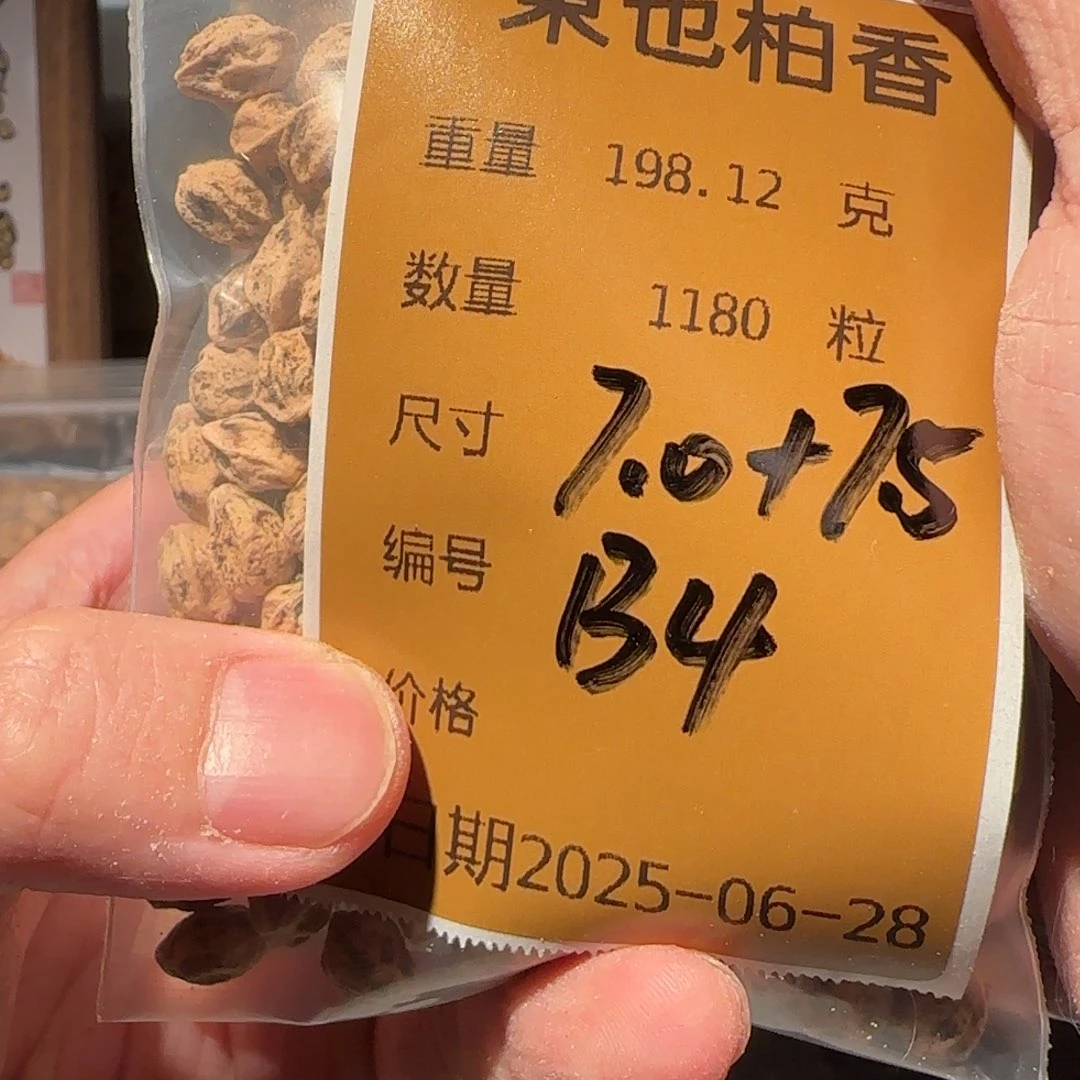 也柏香
重量 198.12 克
数量 1180 粒
尺寸 7.0+75
编号 B4
价格
日期2025-06-28